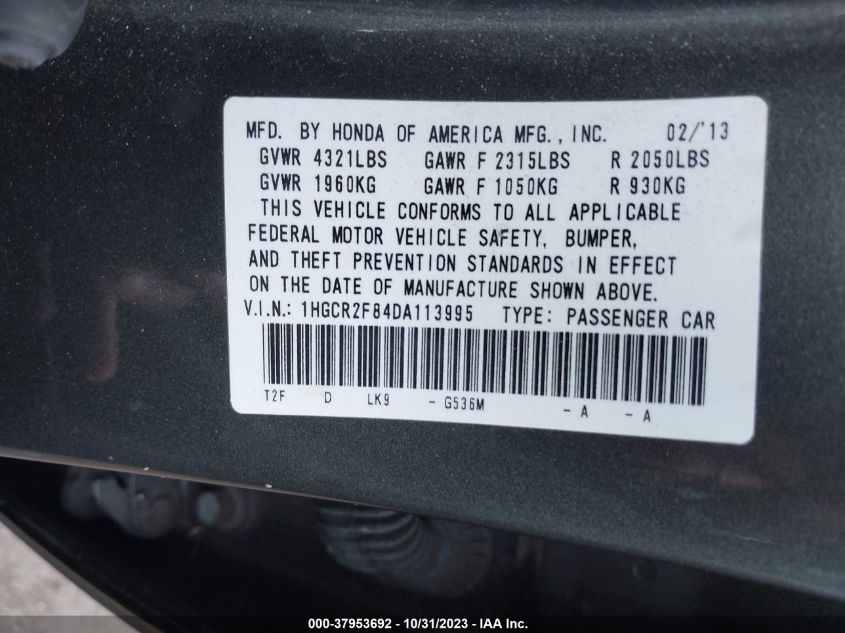 MFD. BY HONDA OF AMERICA MFG., INC. 02/'13
GVWR 4321LBS GAWR F 2315LBS R 2050LBS
GVWR 1960KG GAWR F 1050KG R 930KG
THIS VEHICLE CONFORMS TO ALL APPLICABLE
FEDERAL MOTOR VEHICLE SAFETY, BUMPER,
AND THEFT PREVENTION STANDARDS IN EFFECT
ON THE DATE OF MANUFACTURE SHOWN ABOVE.
V.I.N.: 1HGCR2F84DA113995 TYPE: PASSENGER CAR
T2F D LK9 - G536M - A - A
000-37953692 - 10/31/2023 - IAA Inc.